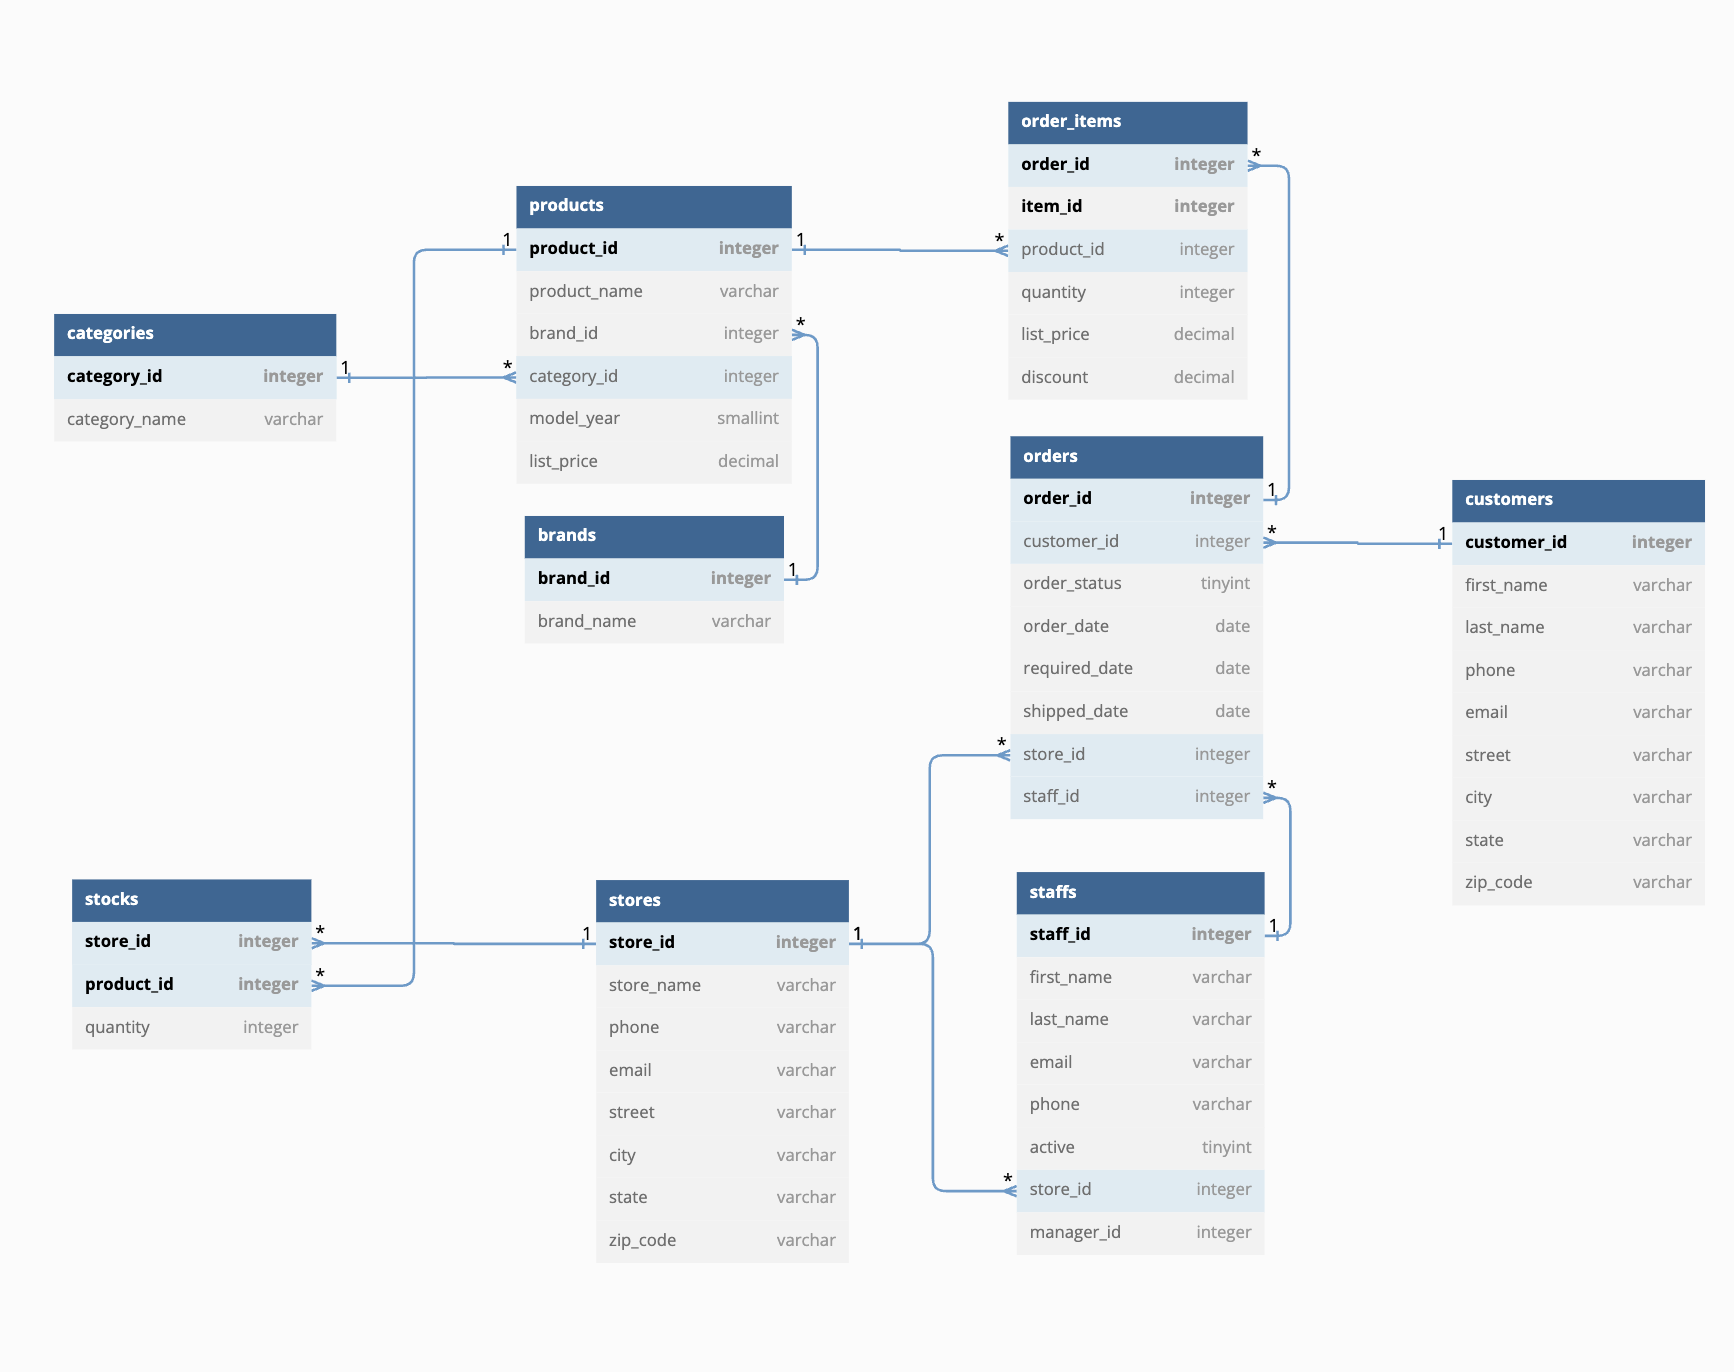 order_items
order_id integer *
item_id integer
* product_id integer
quantity integer
list_price decimal
discount decimal
products
1 product_id integer 1
product_name varchar
brand_id integer *
* category_id integer
model_year smallint
list_price decimal
categories
category_id integer 1
category_name varchar
brands
brand_id integer 1
brand_name varchar
orders
order_id integer 1
customer_id integer *
order_status tinyint
order_date date
required_date date
shipped_date date
* store_id integer
staff_id integer *
customers
1 customer_id integer
first_name varchar
last_name varchar
phone varchar
email varchar
street varchar
city varchar
state varchar
zip_code varchar
stocks
store_id integer *
product_id integer *
quantity integer
stores
1 store_id integer 1
store_name varchar
phone varchar
email varchar
street varchar
city varchar
state varchar
zip_code varchar
staffs
staff_id integer 1
first_name varchar
last_name varchar
email varchar
phone varchar
active tinyint
* store_id integer
manager_id integer